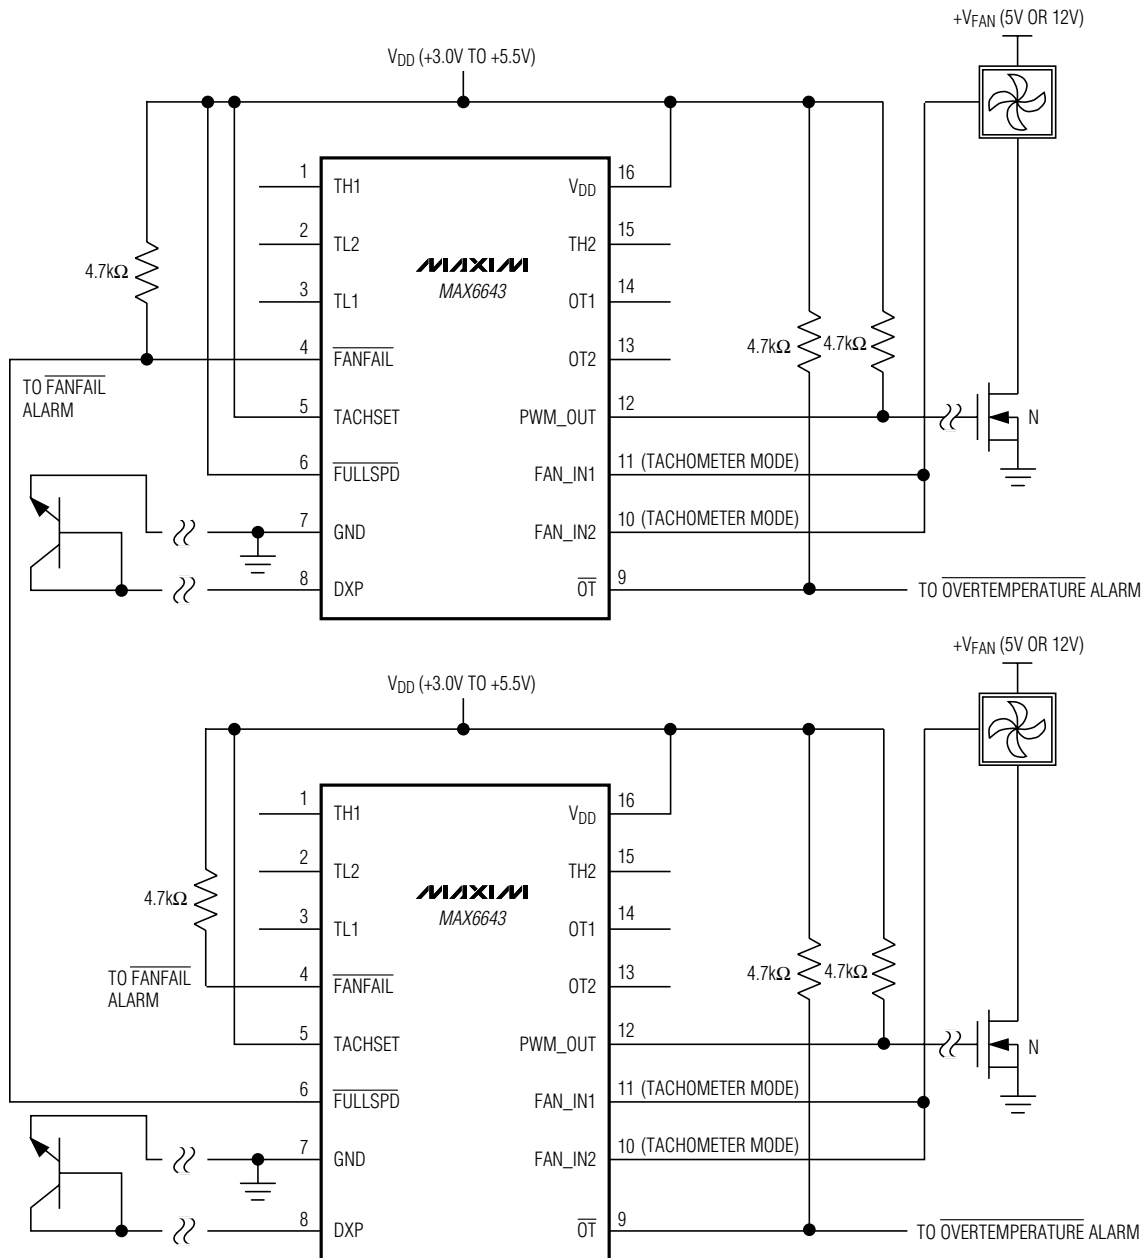 +VFAN (5V OR 12V)
VDD (+3.0V TO +5.5V)
1
TH1
VDD
16
2
TL2
TH2
15
MAXIM
MAX6643
3
TL1
OT1
14
4.7kΩ
4
FANFAIL
OT2
13
4.7kΩ
4.7kΩ
TO FANFAIL
ALARM
5
TACHSET
PWM_OUT
12
N
6
FULLSPD
FAN_IN1
11 (TACHOMETER MODE)
7
GND
FAN_IN2
10 (TACHOMETER MODE)
8
DXP
OT
9
TO OVERTEMPERATURE ALARM
+VFAN (5V OR 12V)
VDD (+3.0V TO +5.5V)
1
TH1
VDD
16
2
TL2
TH2
15
MAXIM
MAX6643
4.7kΩ
3
TL1
OT1
14
TO FANFAIL
ALARM
4
FANFAIL
OT2
13
4.7kΩ
4.7kΩ
5
TACHSET
PWM_OUT
12
N
6
FULLSPD
FAN_IN1
11 (TACHOMETER MODE)
7
GND
FAN_IN2
10 (TACHOMETER MODE)
8
DXP
OT
9
TO OVERTEMPERATURE ALARM